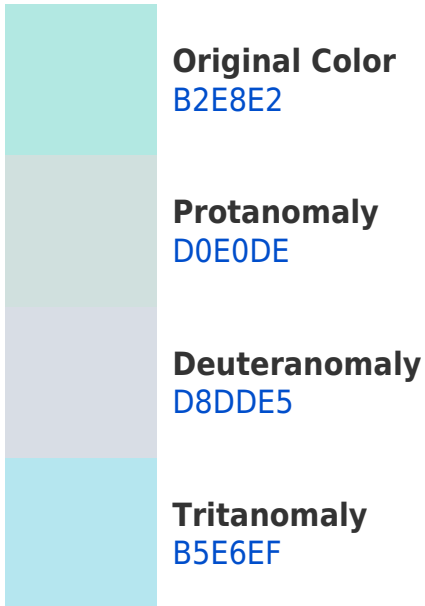 Original Color
B2E8E2
Protanomaly
D0E0DE
Deuteranomaly
D8DDE5
Tritanomaly
B5E6EF